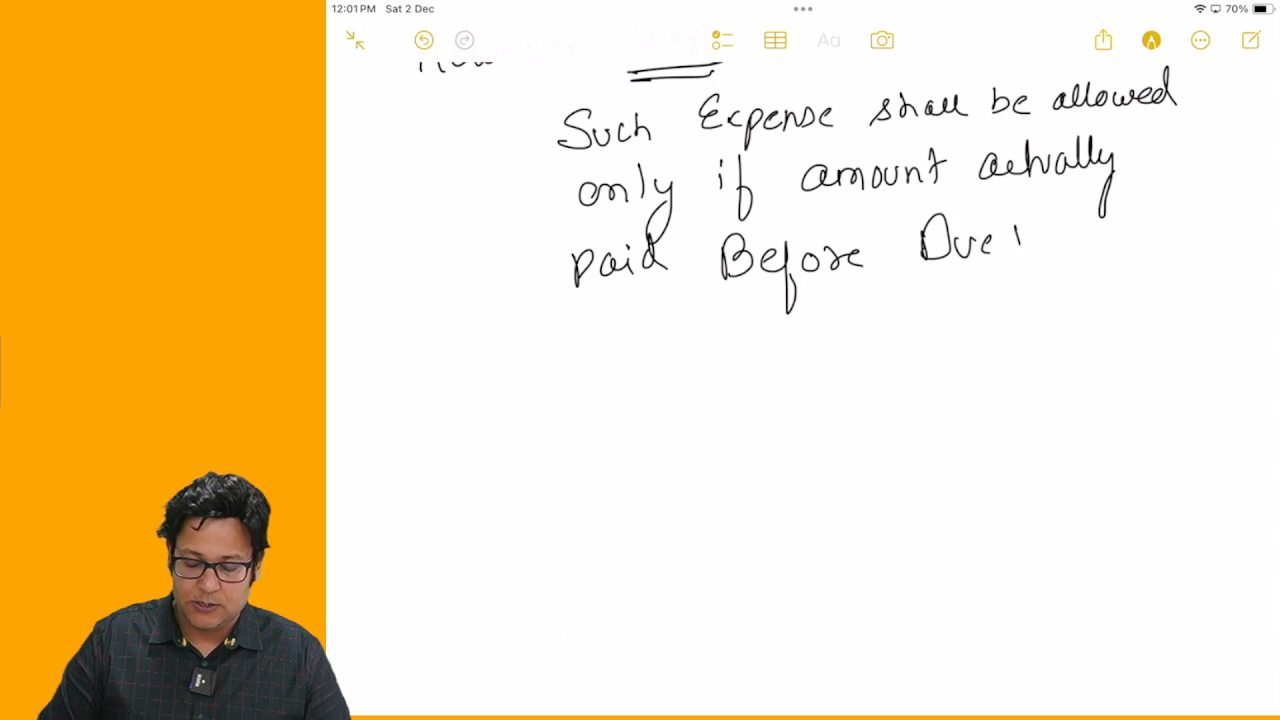 12:01 PM Sat 2 Dec
70%
Aa
Such Expense shall be allowed
only if amount actually
paid Before Due